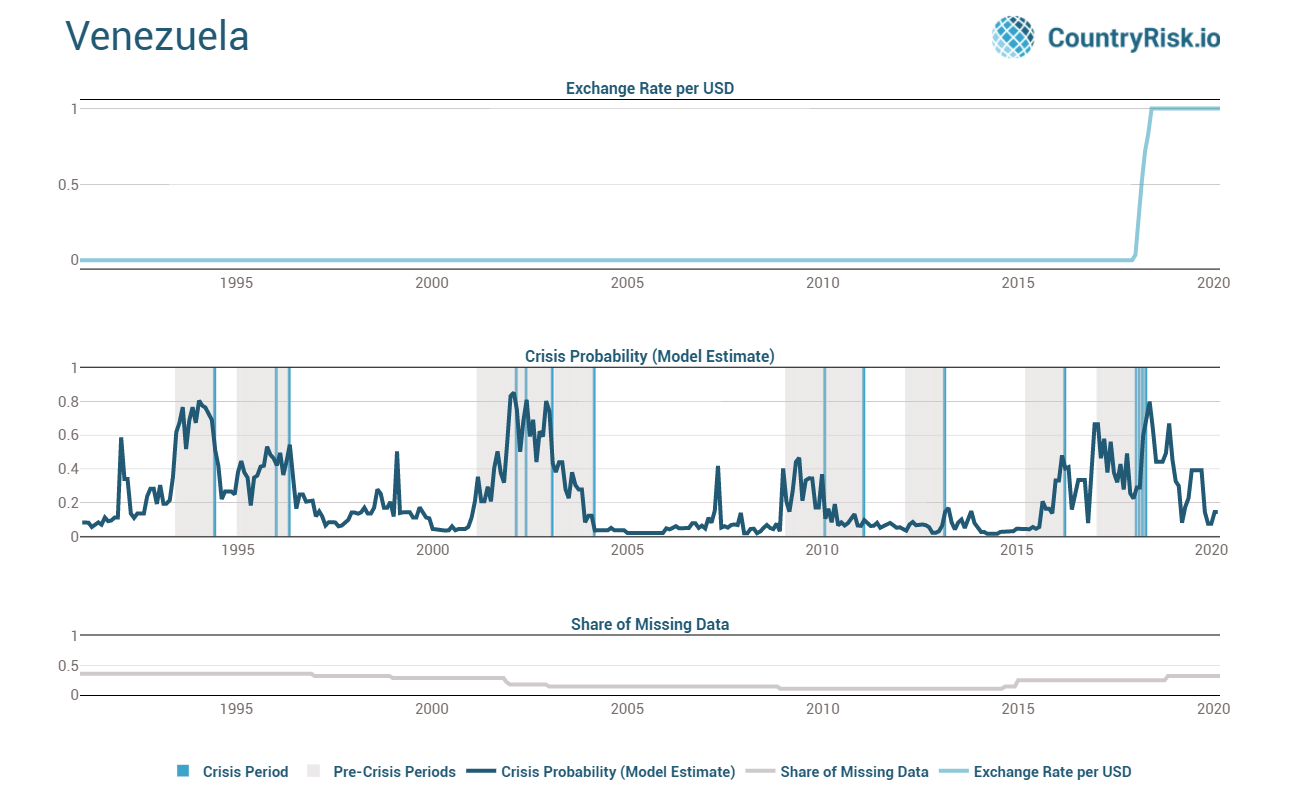 Venezuela
CountryRisk.io
Exchange Rate per USD
1
0.5
0
1995 2000 2005 2010 2015 2020
Crisis Probability (Model Estimate)
1
0.8
0.6
0.4
0.2
0
1995 2000 2005 2010 2015 2020
Share of Missing Data
1
0.5
0
1995 2000 2005 2010 2015 2020
Crisis Period Pre-Crisis Periods Crisis Probability (Model Estimate) Share of Missing Data Exchange Rate per USD